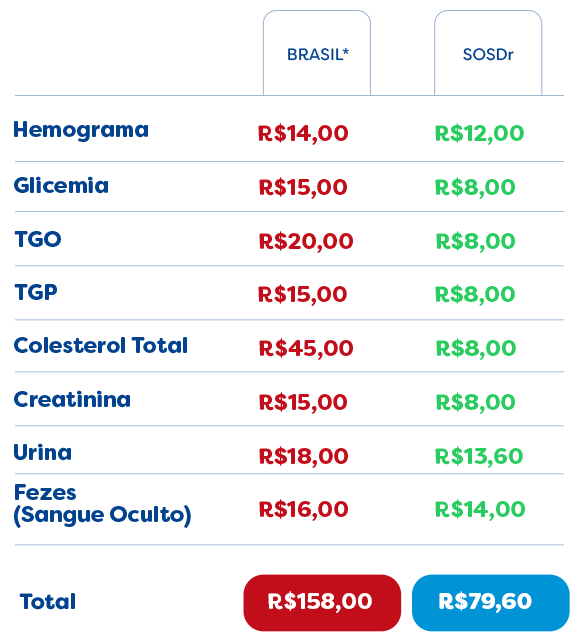 BRASIL* SOSDr
Hemograma R$14,00 R$12,00
Glicemia R$15,00 R$8,00
TGO R$20,00 R$8,00
TGP R$15,00 R$8,00
Colesterol Total R$45,00 R$8,00
Creatinina R$15,00 R$8,00
Urina R$18,00 R$13,60
Fezes
(Sangue Oculto) R$16,00 R$14,00
Total R$158,00 R$79,60